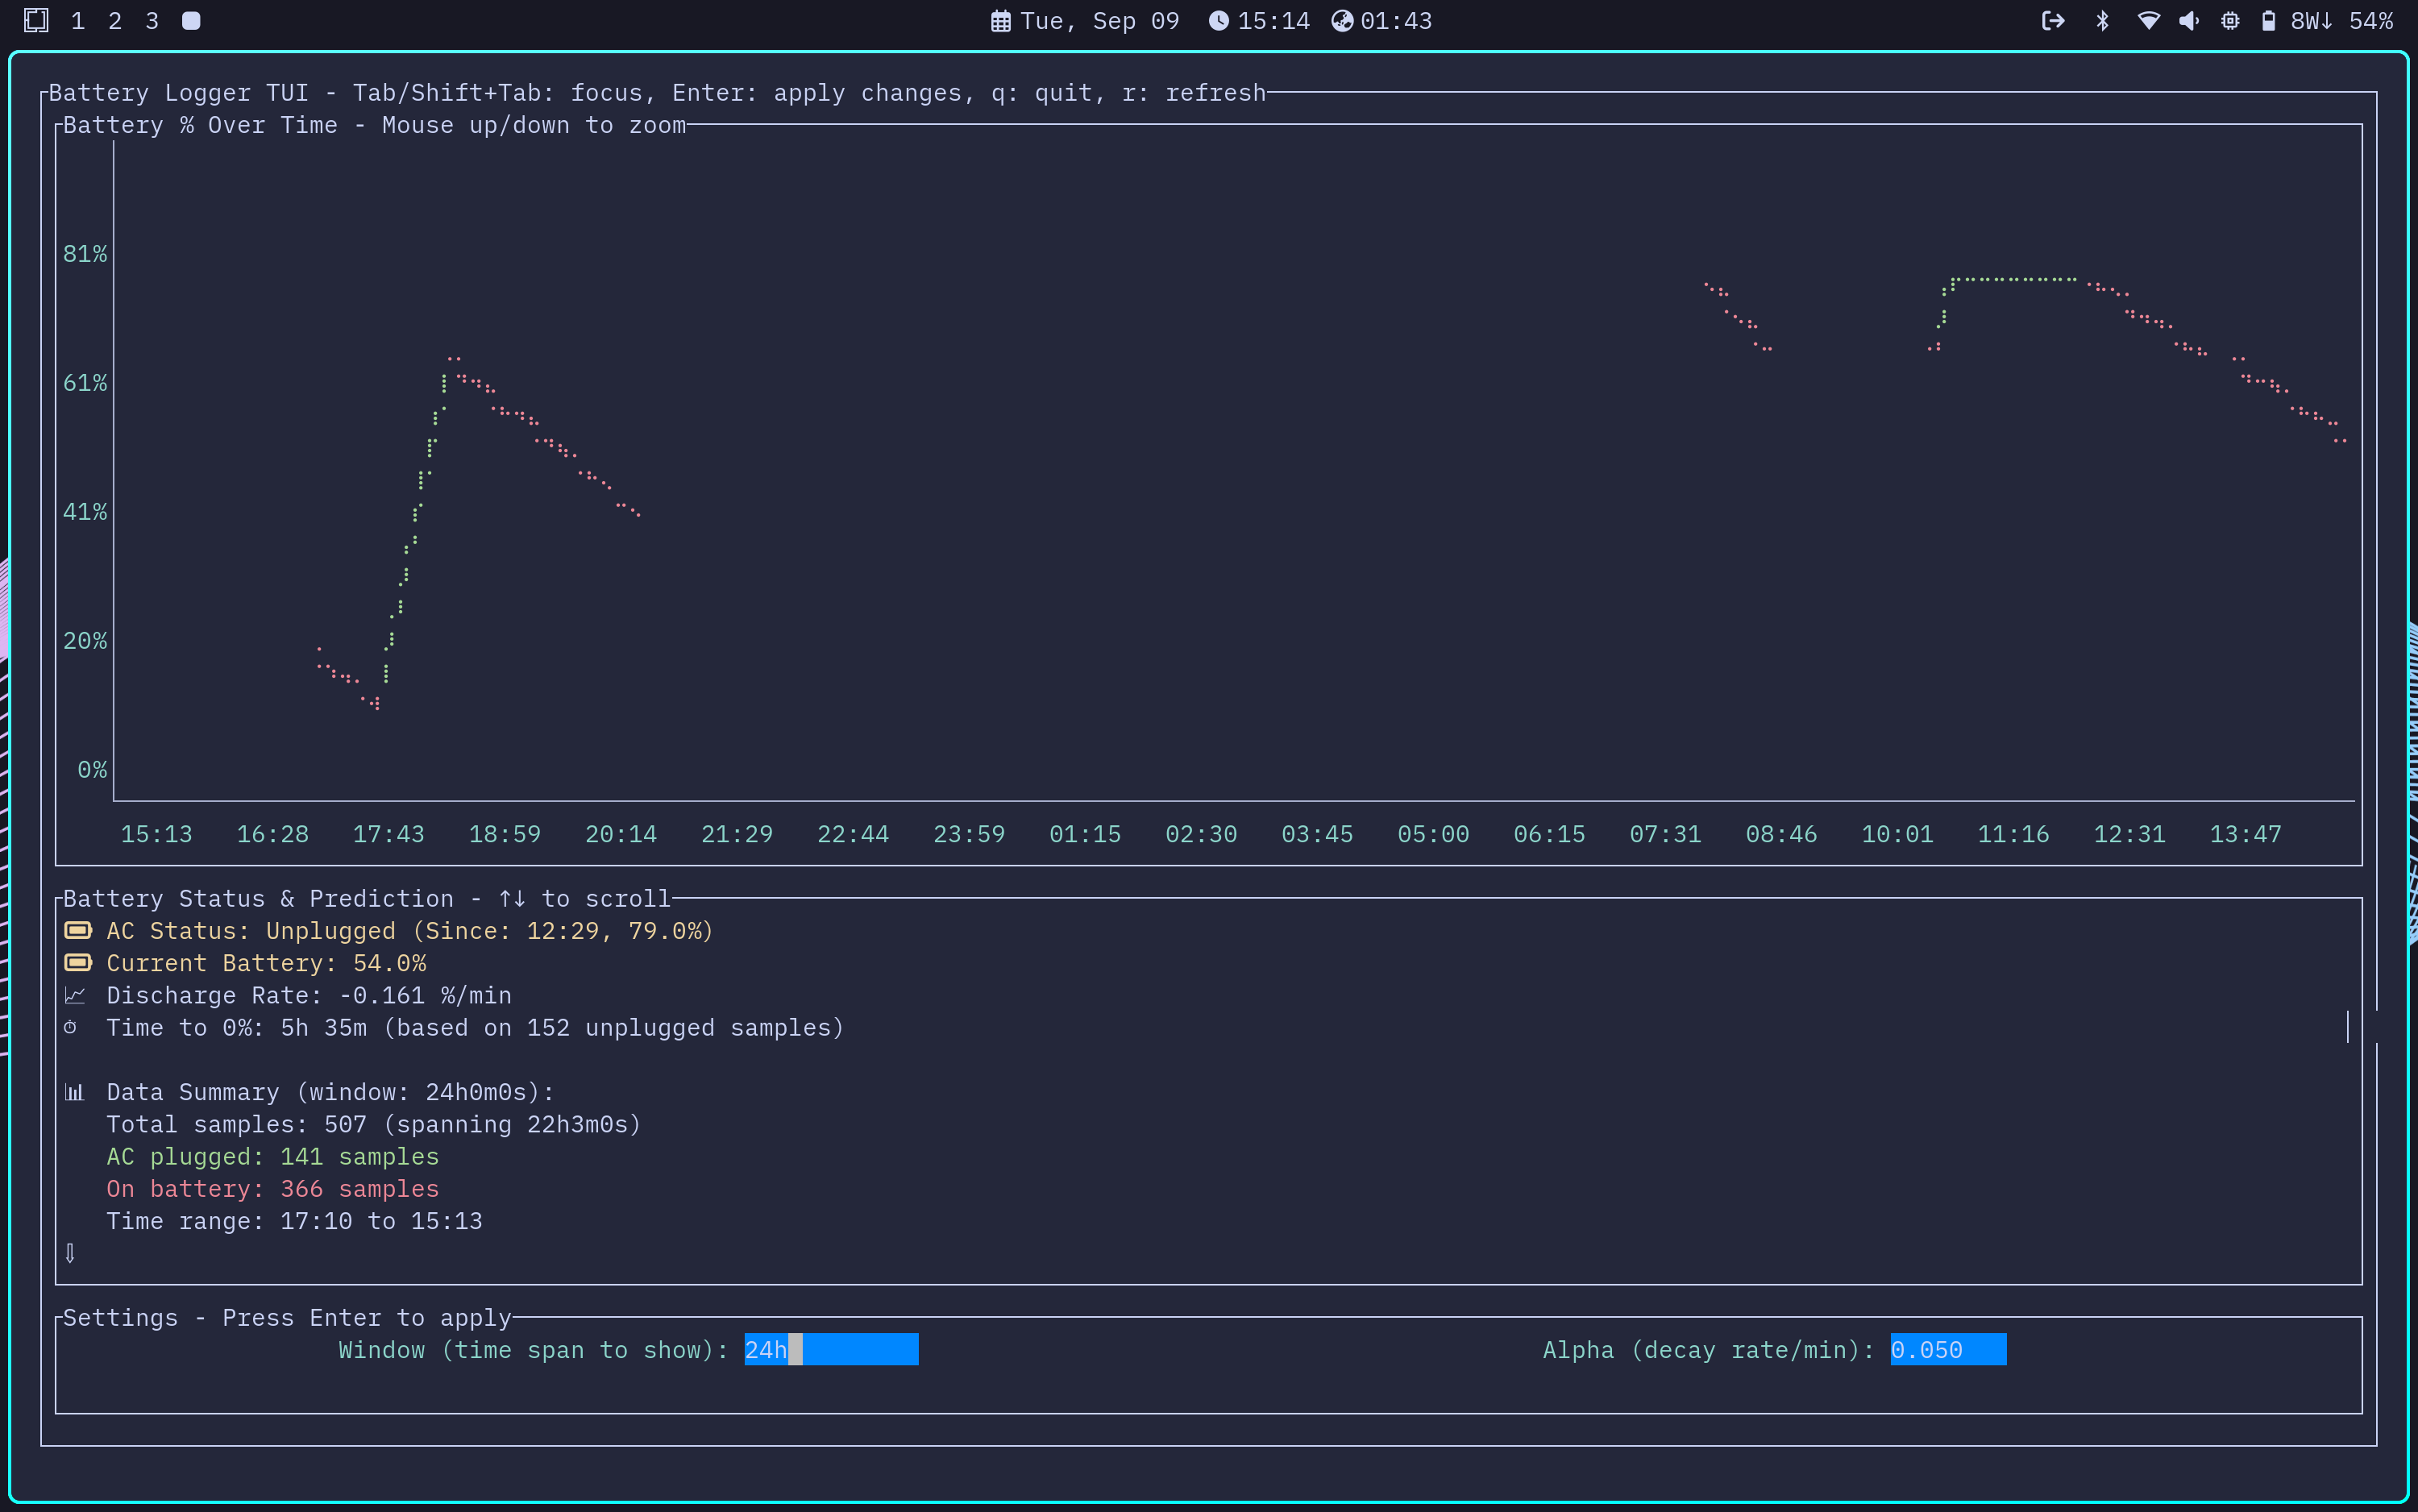 1 2 3 Tue, Sep 09 15:14 01:43 8W↓ 54%
Battery Logger TUI - Tab/Shift+Tab: focus, Enter: apply changes, q: quit, r: refresh
Battery % Over Time - Mouse up/down to zoom
81%
61%
41%
20%
0%
15:13 16:28 17:43 18:59 20:14 21:29 22:44 23:59 01:15 02:30 03:45 05:00 06:15 07:31 08:46 10:01 11:16 12:31 13:47
Battery Status & Prediction - ↑↓ to scroll
AC Status: Unplugged (Since: 12:29, 79.0%)
Current Battery: 54.0%
Discharge Rate: -0.161 %/min
Time to 0%: 5h 35m (based on 152 unplugged samples)
Data Summary (window: 24h0m0s):
Total samples: 507 (spanning 22h3m0s)
AC plugged: 141 samples
On battery: 366 samples
Time range: 17:10 to 15:13
⇩
Settings - Press Enter to apply
Window (time span to show): 24h Alpha (decay rate/min): 0.050